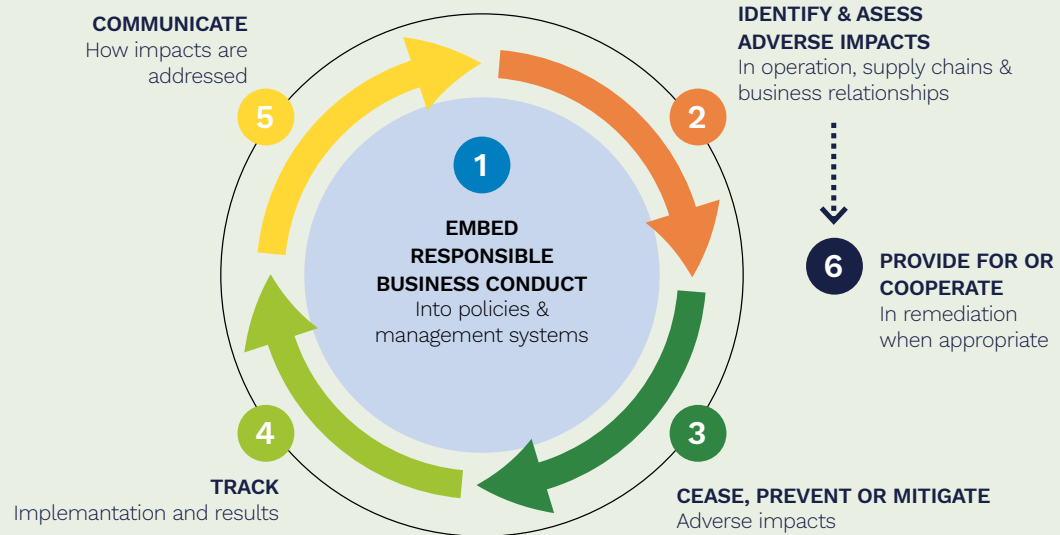 1
EMBED
RESPONSIBLE
BUSINESS CONDUCT
Into policies &
management systems
2
IDENTIFY & ASESS
ADVERSE IMPACTS
In operation, supply chains &
business relationships
3
CEASE, PREVENT OR MITIGATE
Adverse impacts
4
TRACK
Implemantation and results
5
COMMUNICATE
How impacts are
addressed
6
PROVIDE FOR OR
COOPERATE
In remediation
when appropriate